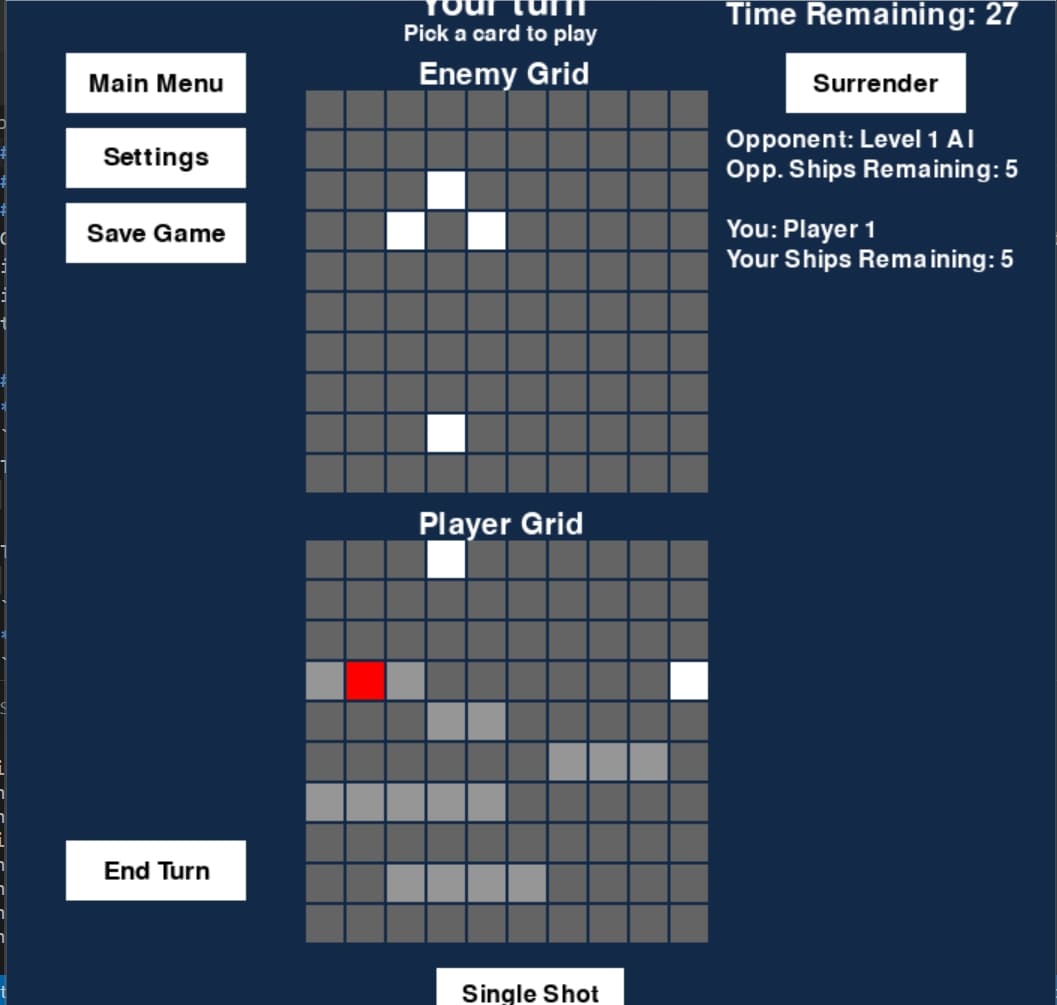 Your turn
Time Remaining: 27
Pick a card to play
Main Menu
Enemy Grid
Surrender
Settings
Opponent: Level 1 AI
Opp. Ships Remaining: 5
Save Game
You: Player 1
Your Ships Remaining: 5
Player Grid
End Turn
Single Shot